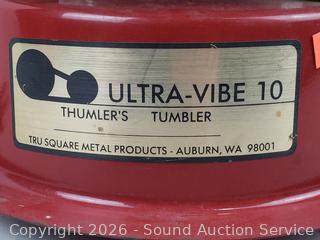 ULTRA-VIBE 10
THUMLER'S TUMBLER
TRU SQUARE METAL PRODUCTS - AUBURN, WA 98001
Copyright 2026 - Sound Auction Service